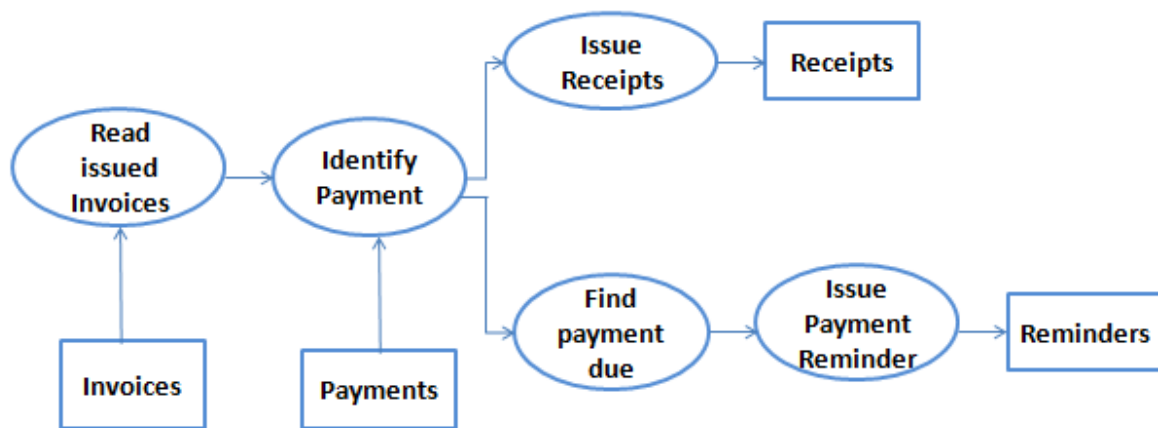 Issue
Receipts
Receipts
Read
issued
Invoices
Identify
Payment
Find
payment
due
Issue
Payment
Reminder
Reminders
Invoices
Payments